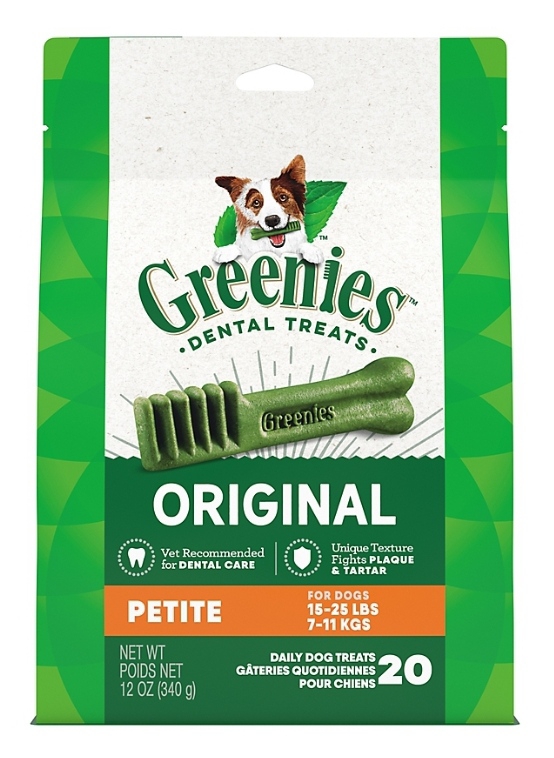 Greenies™
• DENTAL TREATS •
Greenies
ORIGINAL
Vet Recommended
for DENTAL CARE
Unique Texture
Fights PLAQUE
& TARTAR
PETITE
FOR DOGS
15-25 LBS
7-11 KGS
NET WT
POIDS NET
12 OZ (340 g)
DAILY DOG TREATS
GÂTERIES QUOTIDIENNES
POUR CHIENS
20